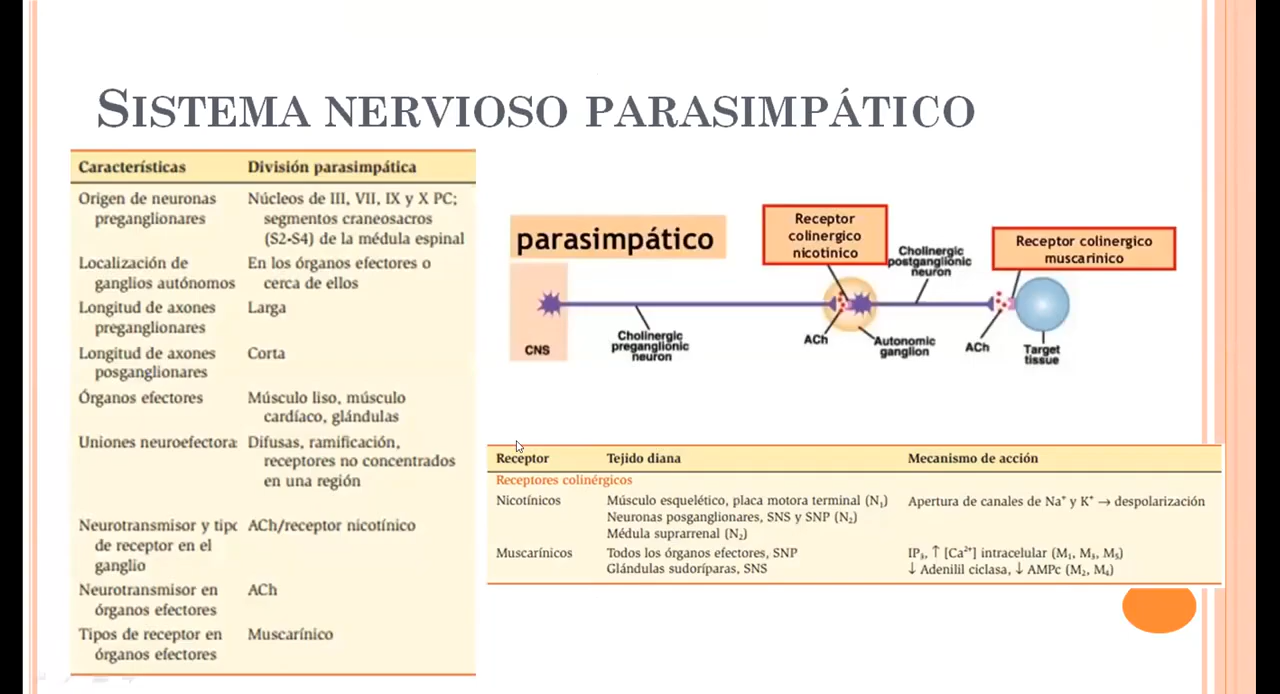 SISTEMA NERVIOSO PARASIMPÁTICO
Características División parasimpática
Origen de neuronas Núcleos de III, VII, IX y X PC;
preganglionares segmentos craneosacros
(S2-S4) de la médula espinal
Localización de En los órganos efectores o
ganglios autónomos cerca de ellos
Longitud de axones Larga
preganglionares
Longitud de axones Corta
posganglionares
Órganos efectores Músculo liso, músculo
cardíaco, glándulas
Uniones neuroefectora Difusas, ramificación,
receptores no concentrados
en una región
Neurotransmisor y tipo ACh/receptor nicotínico
de receptor en el
ganglio
Neurotransmisor en ACh
órganos efectores
Tipos de receptor en Muscarínico
órganos efectores
parasimpático
CNS
Cholinergic
preganglionic
neuron
Receptor
colinergico
nicotinico
ACh
Cholinergic
postganglionic
neuron
Autonomic
ganglion
Receptor colinergico
muscarinico
ACh
Target
tissue
Receptor Tejido diana Mecanismo de acción
Receptores colinérgicos
Nicotínicos Músculo esquelético, placa motora terminal (N₁) Apertura de canales de Na⁺ y K⁺ → despolarización
Neuronas posganglionares, SNS y SNP (N₂)
Médula suprarrenal (N₂)
Muscarínicos Todos los órganos efectores, SNP IP₃, ↑ [Ca²⁺] intracelular (M₁, M₃, M₅)
Glándulas sudoríparas, SNS ↓ Adenilil ciclasa, ↓ AMPc (M₂, M₄)